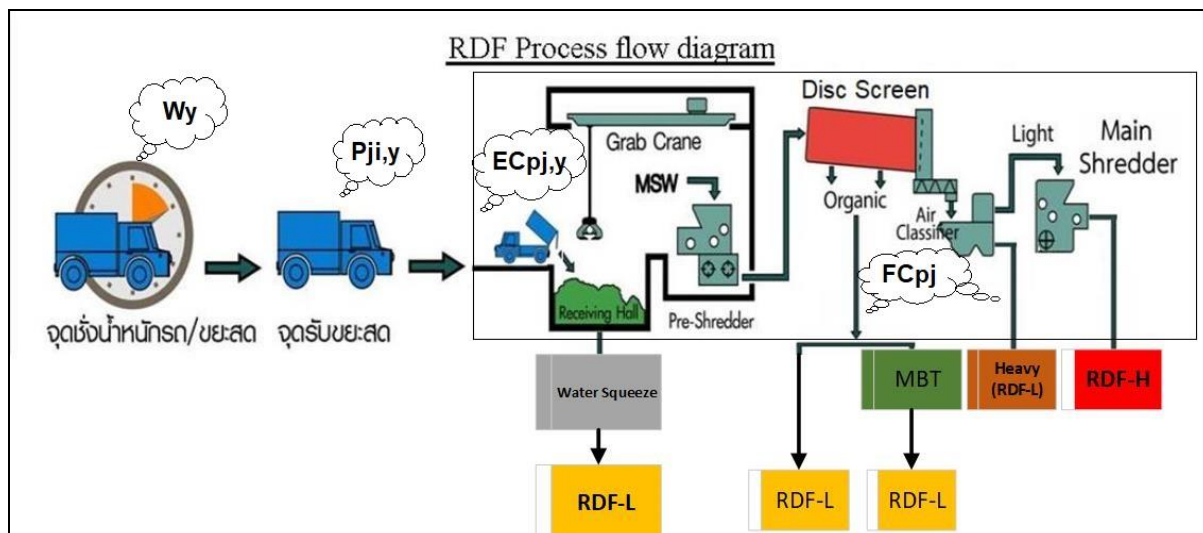 RDF Process flow diagram
Wy
Pji,y
ECpj,y
จุดชั่งน้ำหนักรถ/ขยะสด
จุดรับขยะสด
Grab Crane
MSW
Receiving Hall
Pre-Shredder
Disc Screen
Organic
Air
Classifier
Light
Main
Shredder
FCpj
Water Squeeze
RDF-L
MBT
Heavy
(RDF-L)
RDF-H
RDF-L
RDF-L